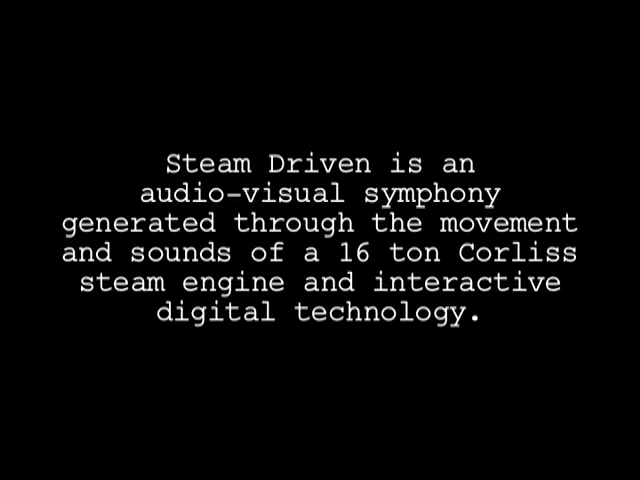 Steam Driven is an
audio-visual symphony
generated through the movement
and sounds of a 16 ton Corliss
steam engine and interactive
digital technology.